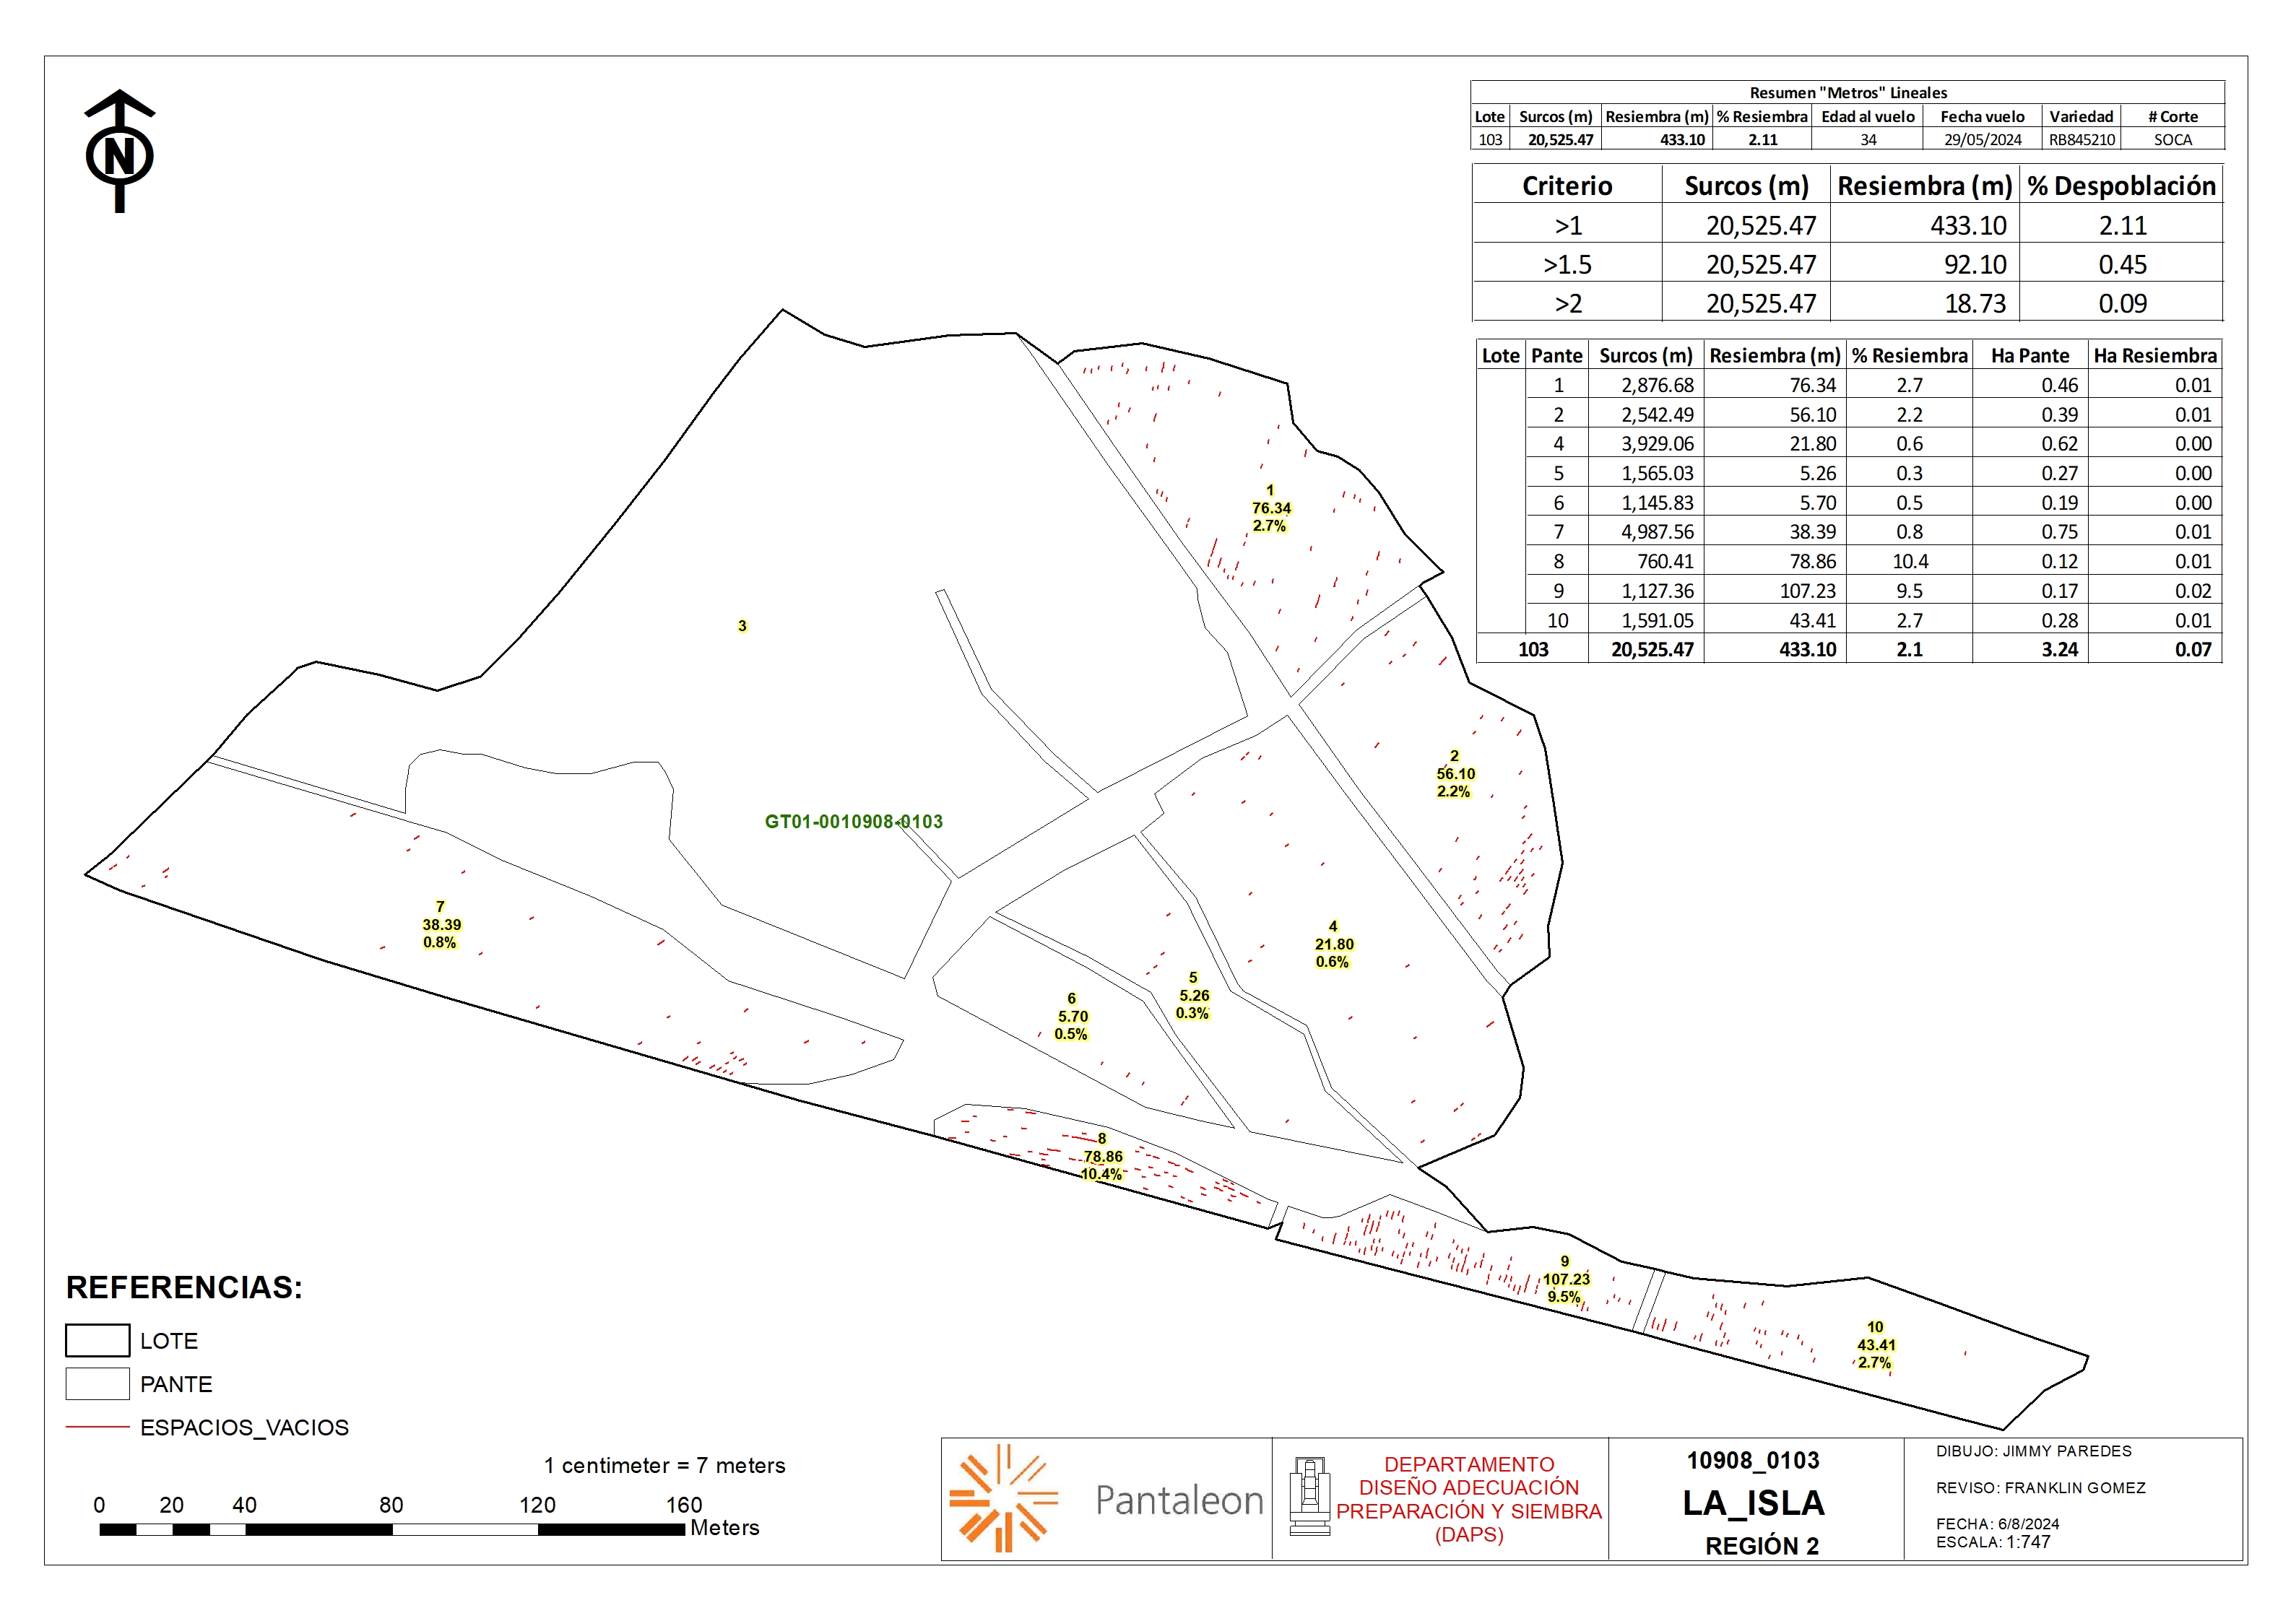 N
Resumen "Metros" Lineales
Lote Surcos (m) Resiembra (m) % Resiembra Edad al vuelo Fecha vuelo Variedad # Corte
103 20,525.47 433.10 2.11 34 29/05/2024 RB845210 SOCA
Criterio Surcos (m) Resiembra (m) % Despoblación
>1 20,525.47 433.10 2.11
>1.5 20,525.47 92.10 0.45
>2 20,525.47 18.73 0.09
Lote Pante Surcos (m) Resiembra (m) % Resiembra Ha Pante Ha Resiembra
1 2,876.68 76.34 2.7 0.46 0.01
2 2,542.49 56.10 2.2 0.39 0.01
4 3,929.06 21.80 0.6 0.62 0.00
5 1,565.03 5.26 0.3 0.27 0.00
6 1,145.83 5.70 0.5 0.19 0.00
7 4,987.56 38.39 0.8 0.75 0.01
8 760.41 78.86 10.4 0.12 0.01
9 1,127.36 107.23 9.5 0.17 0.02
10 1,591.05 43.41 2.7 0.28 0.01
103 20,525.47 433.10 2.1 3.24 0.07
1
76.34
2.7%
3
2
56.10
2.2%
GT01-0010908-0103
7
38.39
0.8%
4
21.80
0.6%
5
5.26
0.3%
6
5.70
0.5%
8
78.86
10.4%
9
107.23
9.5%
10
43.41
2.7%
REFERENCIAS:
LOTE
PANTE
ESPACIOS_VACIOS
1 centimeter = 7 meters
0 20 40 80 120 160
Meters
Pantaleon
DEPARTAMENTO
DISEÑO ADECUACIÓN
PREPARACIÓN Y SIEMBRA
(DAPS)
10908_0103
LA_ISLA
REGIÓN 2
DIBUJO: JIMMY PAREDES
REVISO: FRANKLIN GOMEZ
FECHA: 6/8/2024
ESCALA: 1:747